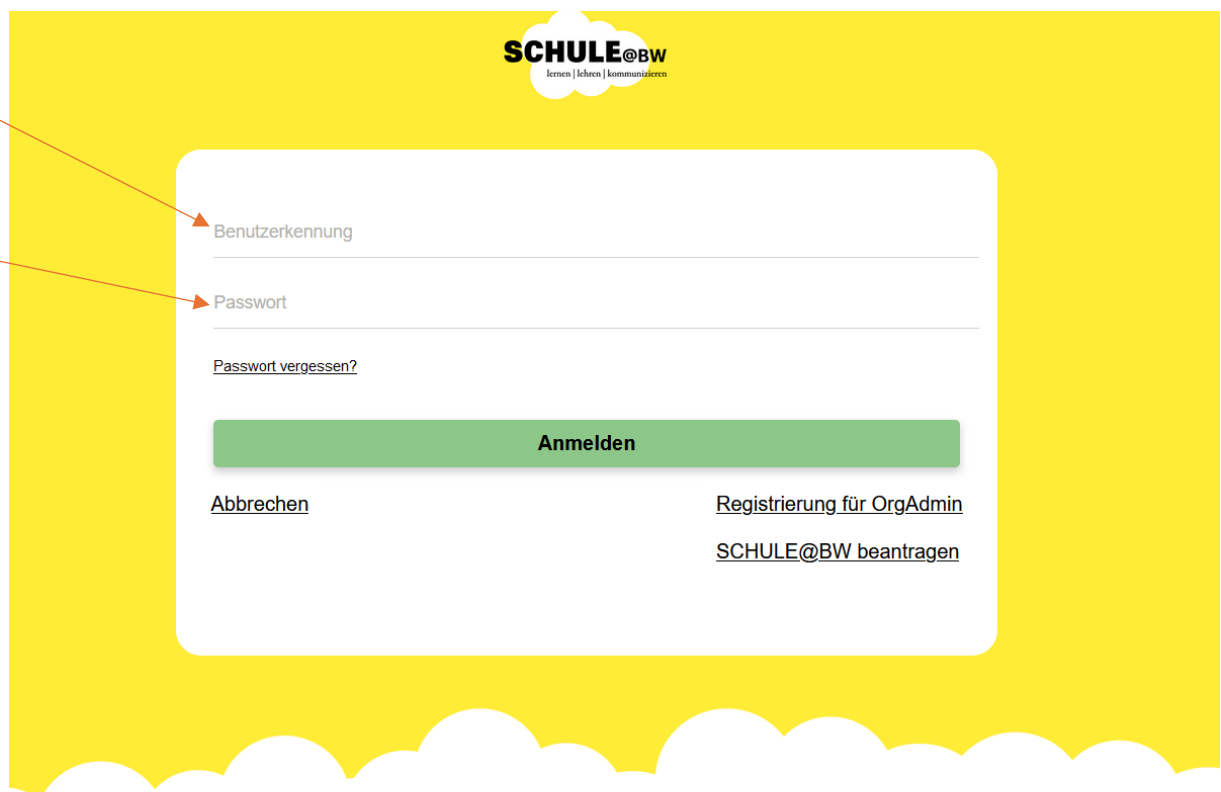 SCHULE@BW
lernen | lehren | kommunizieren
Benutzerkennung
Passwort
Passwort vergessen?
Anmelden
Abbrechen
Registrierung für OrgAdmin
SCHULE@BW beantragen